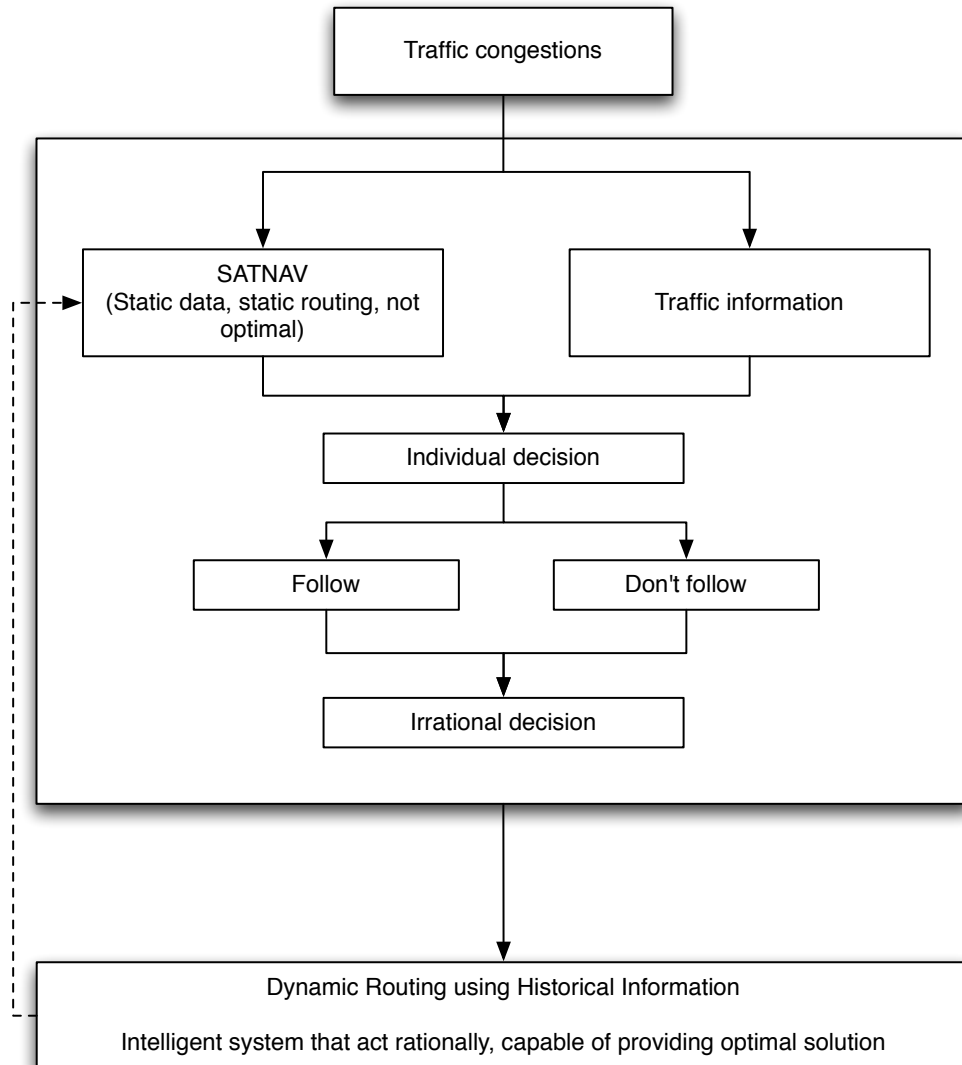 Traffic congestions
SATNAV
(Static data, static routing, not
optimal)
Traffic information
Individual decision
Follow
Don't follow
Irrational decision
Dynamic Routing using Historical Information
Intelligent system that act rationally, capable of providing optimal solution